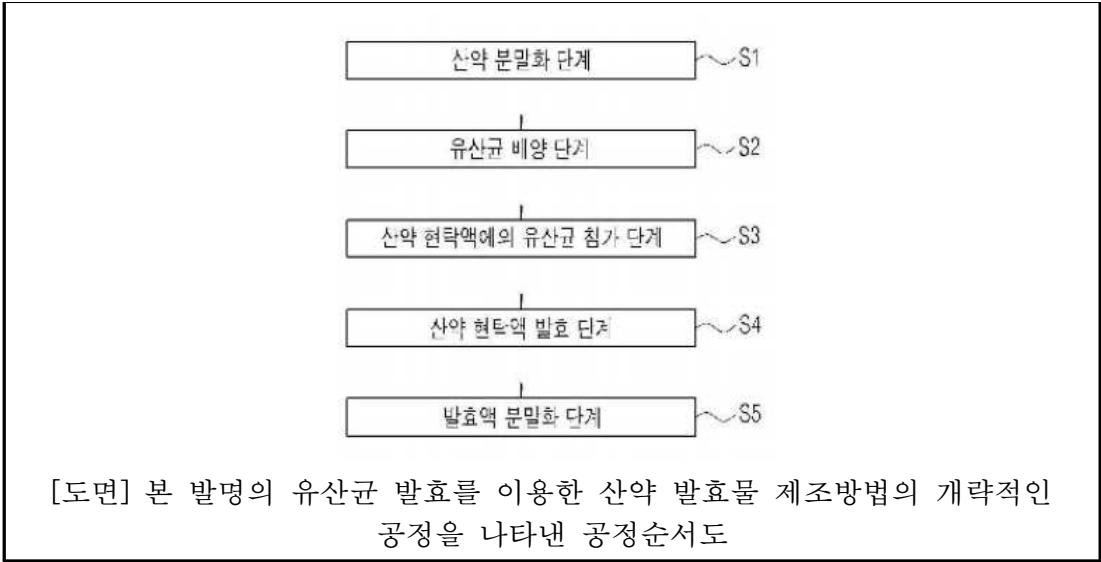 산약 분말화 단계 S1
유산균 배양 단계 S2
산약 현탁액에의 유산균 첨가 단계 S3
산약 현탁액 발효 단계 S4
발효액 분말화 단계 S5
[도면] 본 발명의 유산균 발효를 이용한 산약 발효물 제조방법의 개략적인
공정을 나타낸 공정순서도